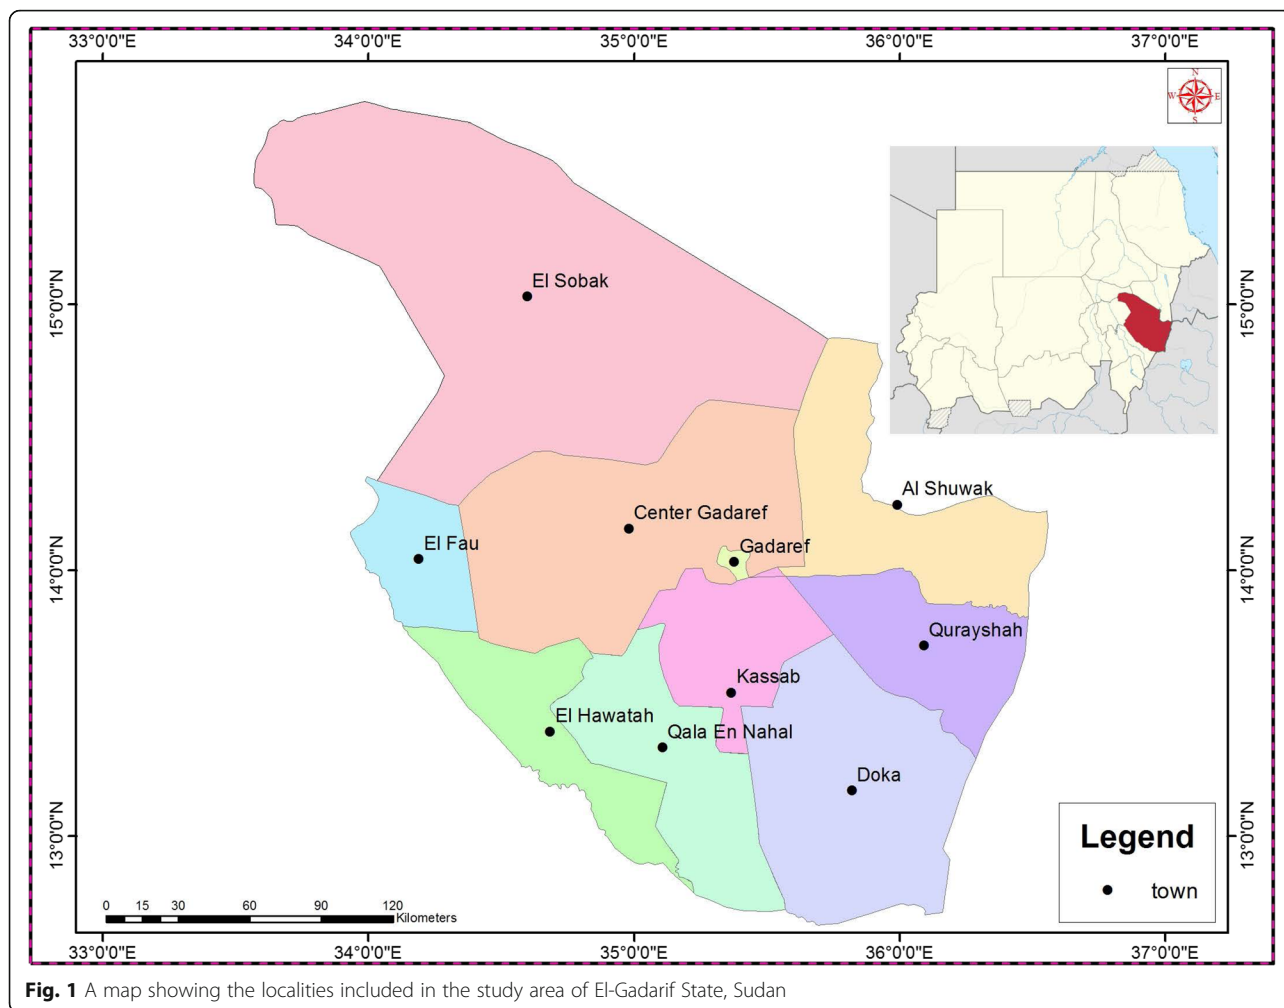 33°0'0"E 34°0'0"E 35°0'0"E 36°0'0"E 37°0'0"E
N
W E
S
15°0'0"N 15°0'0"N
El Sobak
Al Shuwak
Center Gadaref
El Fau
Gadaref
14°0'0"N 14°0'0"N
Qurayshah
Kassab
El Hawatah
Qala En Nahal
Doka
13°0'0"N 13°0'0"N
Legend
town
0 15 30 60 90 120
Kilometers
33°0'0"E 34°0'0"E 35°0'0"E 36°0'0"E 37°0'0"E
Fig. 1 A map showing the localities included in the study area of El-Gadarif State, Sudan